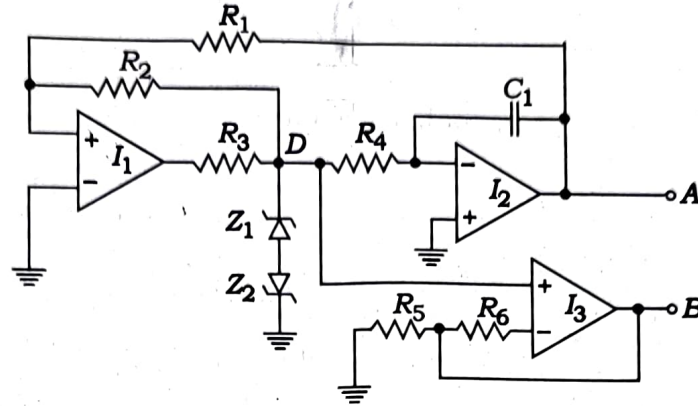 R1
R2
C1
+
I1
−
R3
D
R4
−
I2
+
A
Z1
Z2
+
I3
−
R5
R6
B